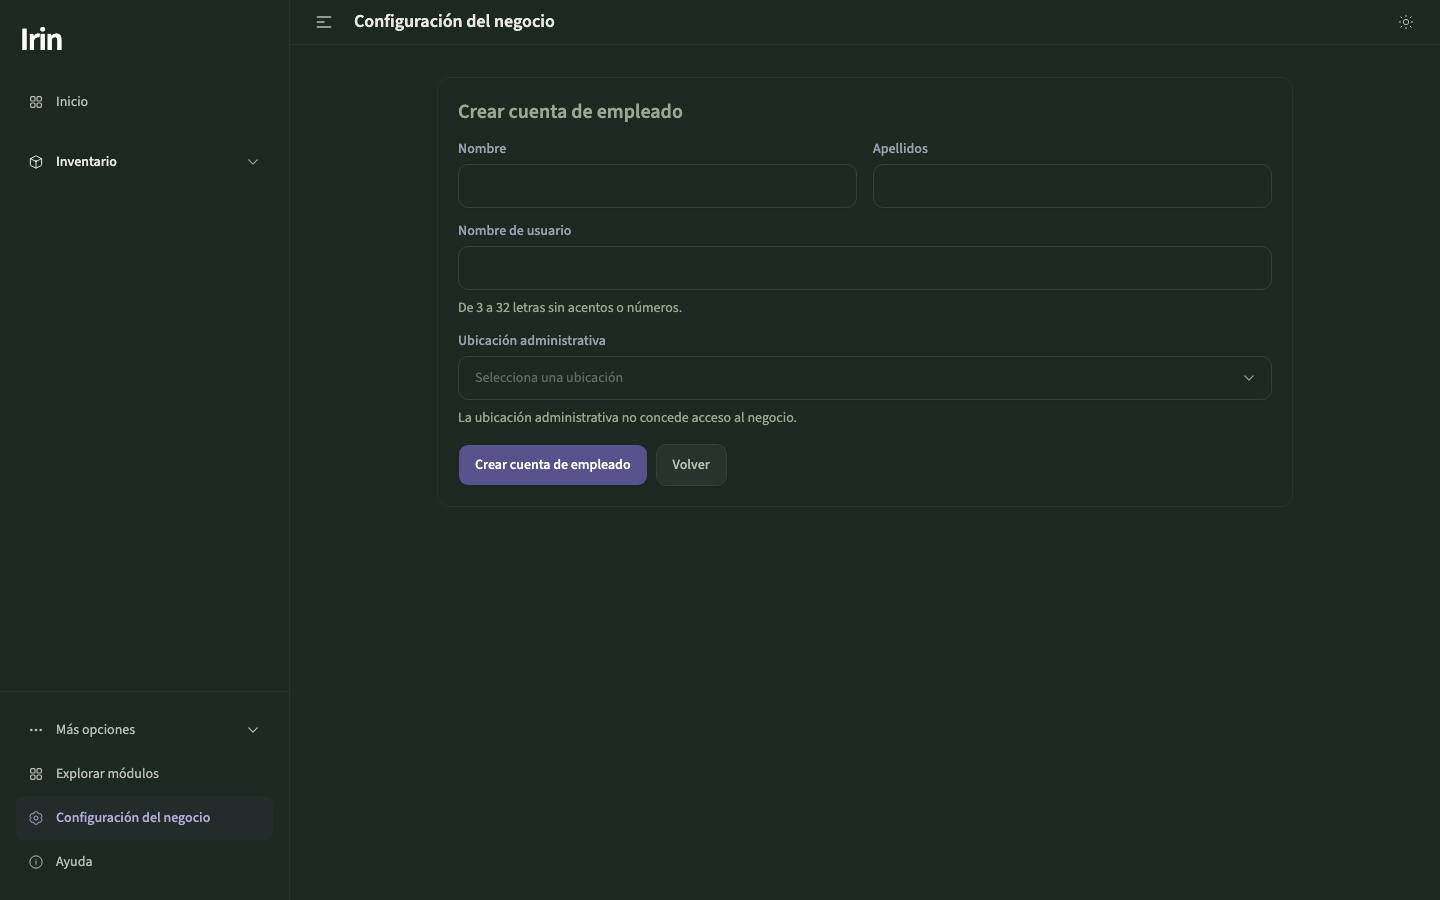 Irin
Configuración del negocio
Inicio
Inventario
Crear cuenta de empleado
Nombre
Apellidos
Nombre de usuario
De 3 a 32 letras sin acentos o números.
Ubicación administrativa
Selecciona una ubicación
La ubicación administrativa no concede acceso al negocio.
Crear cuenta de empleado
Volver
Más opciones
Explorar módulos
Configuración del negocio
Ayuda